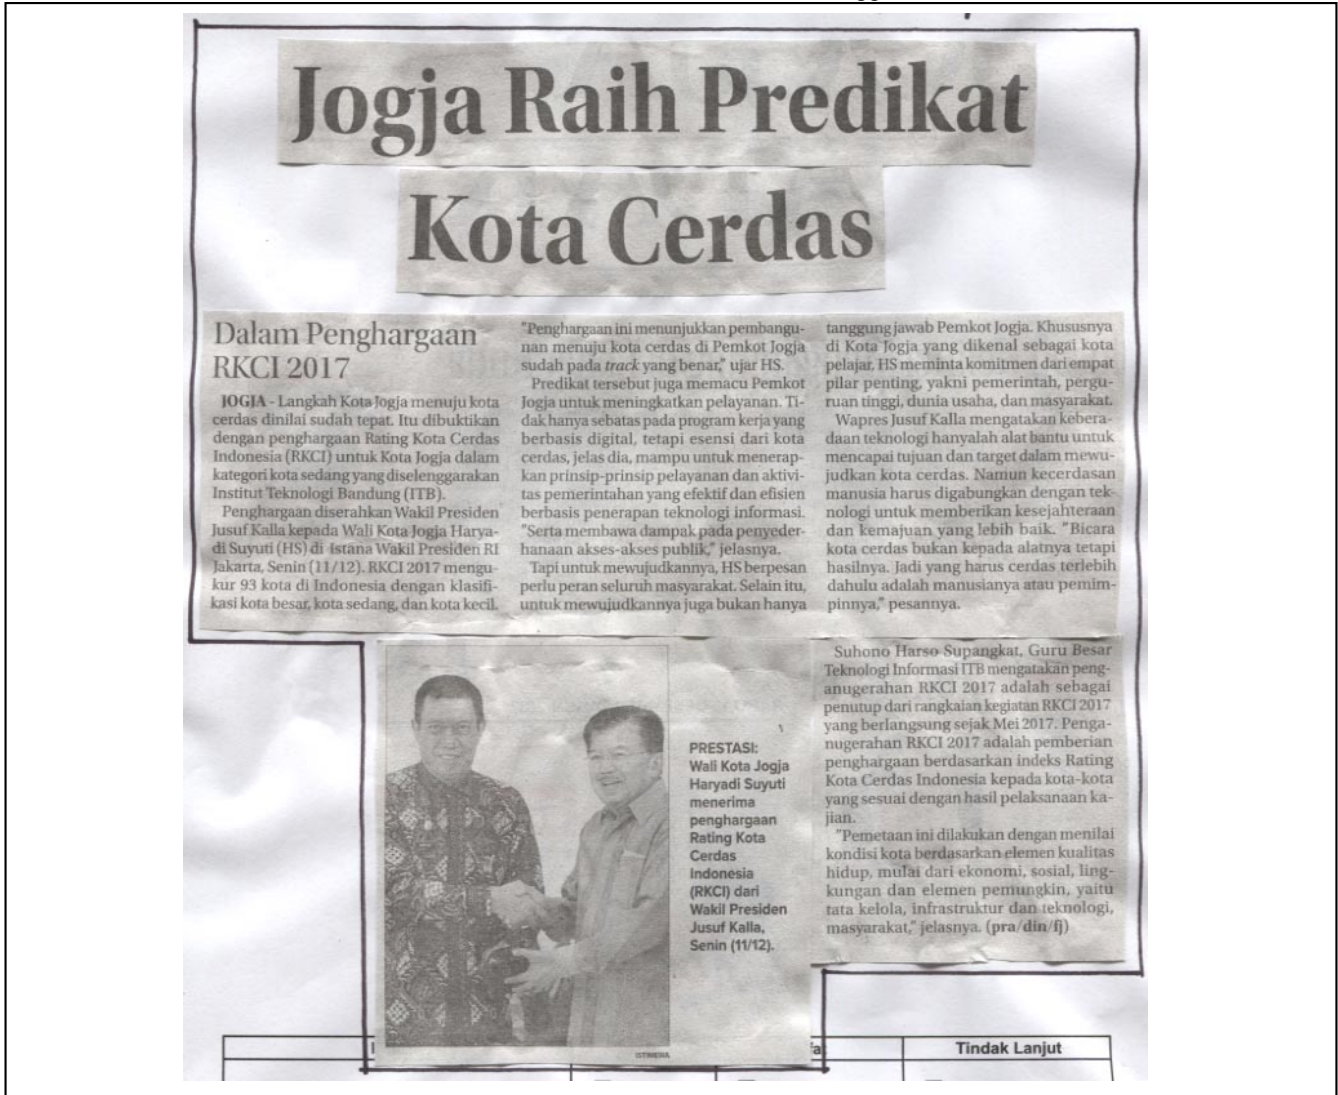 Jogja Raih Predikat
Kota Cerdas
Dalam Penghargaan
RKCI 2017
JOGJA - Langkah Kota Jogja menuju kota
cerdas dinilai sudah tepat. Itu dibuktikan
dengan penghargaan Rating Kota Cerdas
Indonesia (RKCI) untuk Kota Jogja dalam
kategori kota sedang yang diselenggarakan
Institut Teknologi Bandung (ITB).
Penghargaan diserahkan Wakil Presiden
Jusuf Kalla kepada Wali Kota Jogja Harya-
di Suyuti (HS) di Istana Wakil Presiden RI
Jakarta, Senin (11/12). RKCI 2017 mengu-
kur 93 kota di Indonesia dengan klasifi-
kasi kota besar, kota sedang, dan kota kecil.
"Penghargaan ini menunjukkan pembangu-
nan menuju kota cerdas di Pemkot Jogja
sudah pada track yang benar," ujar HS.
Predikat tersebut juga memacu Pemkot
Jogja untuk meningkatkan pelayanan. Ti-
dak hanya sebatas pada program kerja yang
berbasis digital, tetapi esensi dari kota
cerdas, jelas dia, mampu untuk menerap-
kan prinsip-prinsip pelayanan dan aktivi-
tas pemerintahan yang efektif dan efisien
berbasis penerapan teknologi informasi.
"Serta membawa dampak pada penyeder-
hanaan akses-akses publik," jelasnya.
Tapi untuk mewujudkannya, HS berpesan
perlu peran seluruh masyarakat. Selain itu,
untuk mewujudkannya juga bukan hanya
tanggung jawab Pemkot Jogja. Khususnya
di Kota Jogja yang dikenal sebagai kota
pelajar, HS meminta komitmen dari empat
pilar penting, yakni pemerintah, pergu-
ruan tinggi, dunia usaha, dan masyarakat.
Wapres Jusuf Kalla mengatakan kebera-
daan teknologi hanyalah alat bantu untuk
mencapai tujuan dan target dalam mewu-
judkan kota cerdas. Namun kecerdasan
manusia harus digabungkan dengan tek-
nologi untuk memberikan kesejahteraan
dan kemajuan yang lebih baik. "Bicara
kota cerdas bukan kepada alatnya tetapi
hasilnya. Jadi yang harus cerdas terlebih
dahulu adalah manusianya atau pemim-
pinnya," pesannya.
Suhono Harso Supangkat, Guru Besar
Teknologi Informasi ITB mengatakan peng-
anugerahan RKCI 2017 adalah sebagai
penutup dari rangkaian kegiatan RKCI 2017
yang berlangsung sejak Mei 2017. Penga-
nugerahan RKCI 2017 adalah pemberian
penghargaan berdasarkan indeks Rating
Kota Cerdas Indonesia kepada kota-kota
yang sesuai dengan hasil pelaksanaan ka-
jian.
"Pemetaan ini dilakukan dengan menilai
kondisi kota berdasarkan elemen kualitas
hidup, mulai dari ekonomi, sosial, ling-
kungan dan elemen pemungkin, yaitu
tata kelola, infrastruktur dan teknologi,
masyarakat," jelasnya. (pra/din/fj)
PRESTASI:
Wali Kota Jogja
Haryadi Suyuti
menerima
penghargaan
Rating Kota
Cerdas
Indonesia
(RKCI) dari
Wakil Presiden
Jusuf Kalla,
Senin (11/12).
ISTIMEWA
Tindak Lanjut